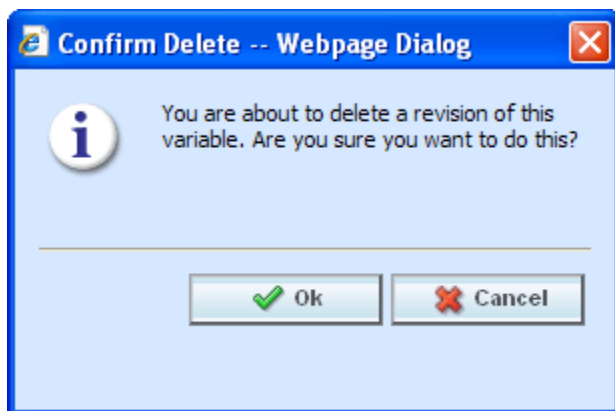 Confirm Delete -- Webpage Dialog
You are about to delete a revision of this
variable. Are you sure you want to do this?
Ok
Cancel